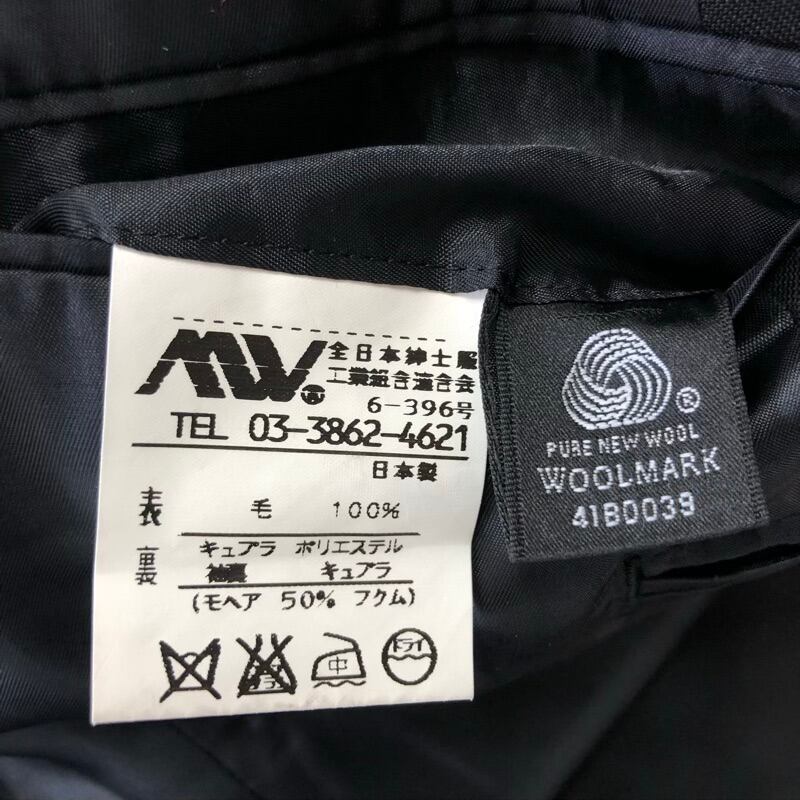 MW.
全日本紳士服
工業組合連合会
6-396号
TEL 03-3862-4621
日本製
表 毛 100%
裏 キュプラ ポリエステル
袖裏 キュプラ
(モヘア 50% フクム)
中 ドライ
®
PURE NEW WOOL
WOOLMARK
41BD039